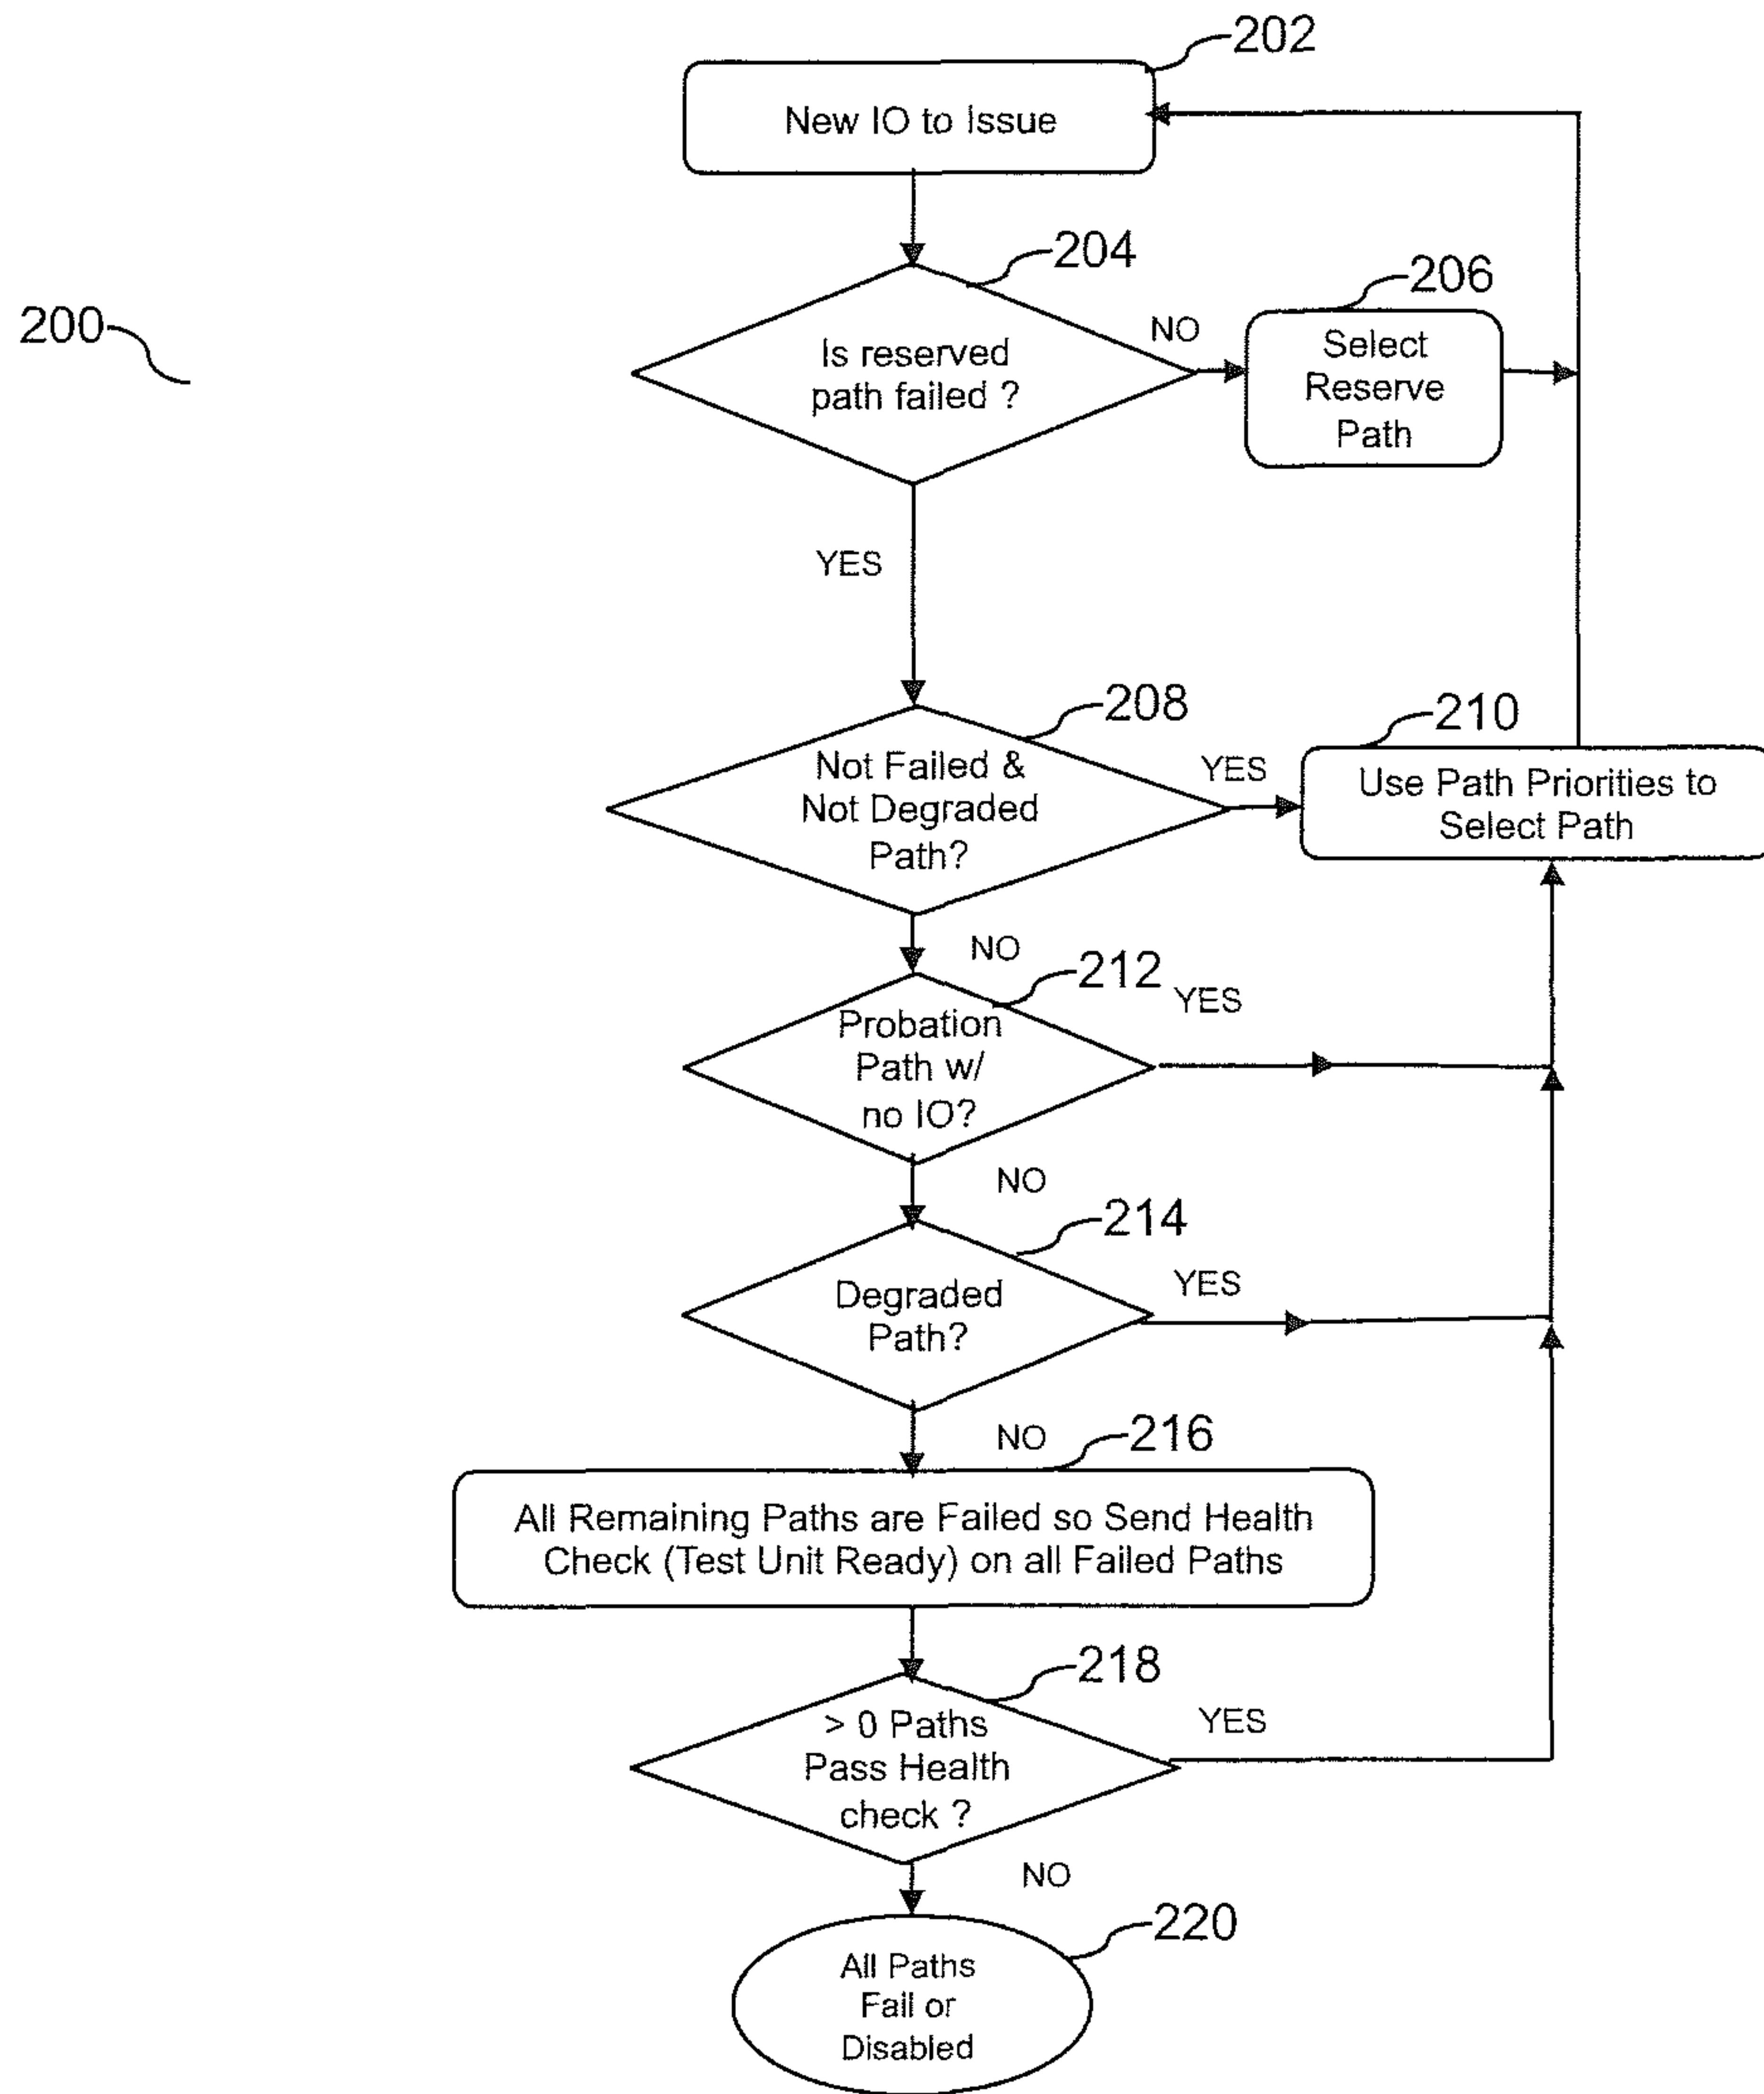 202
New IO to Issue
204
206
200
NO
Is reserved
path failed ?
Select
Reserve
Path
YES
208
210
Not Failed &
Not Degraded
Path?
YES
Use Path Priorities to
Select Path
NO
212
YES
Probation
Path w/
no IO?
NO
214
YES
Degraded
Path?
NO
216
All Remaining Paths are Failed so Send Health
Check (Test Unit Ready) on all Failed Paths
218
> 0 Paths
Pass Health
check ?
YES
NO
220
All Paths
Fail or
Disabled